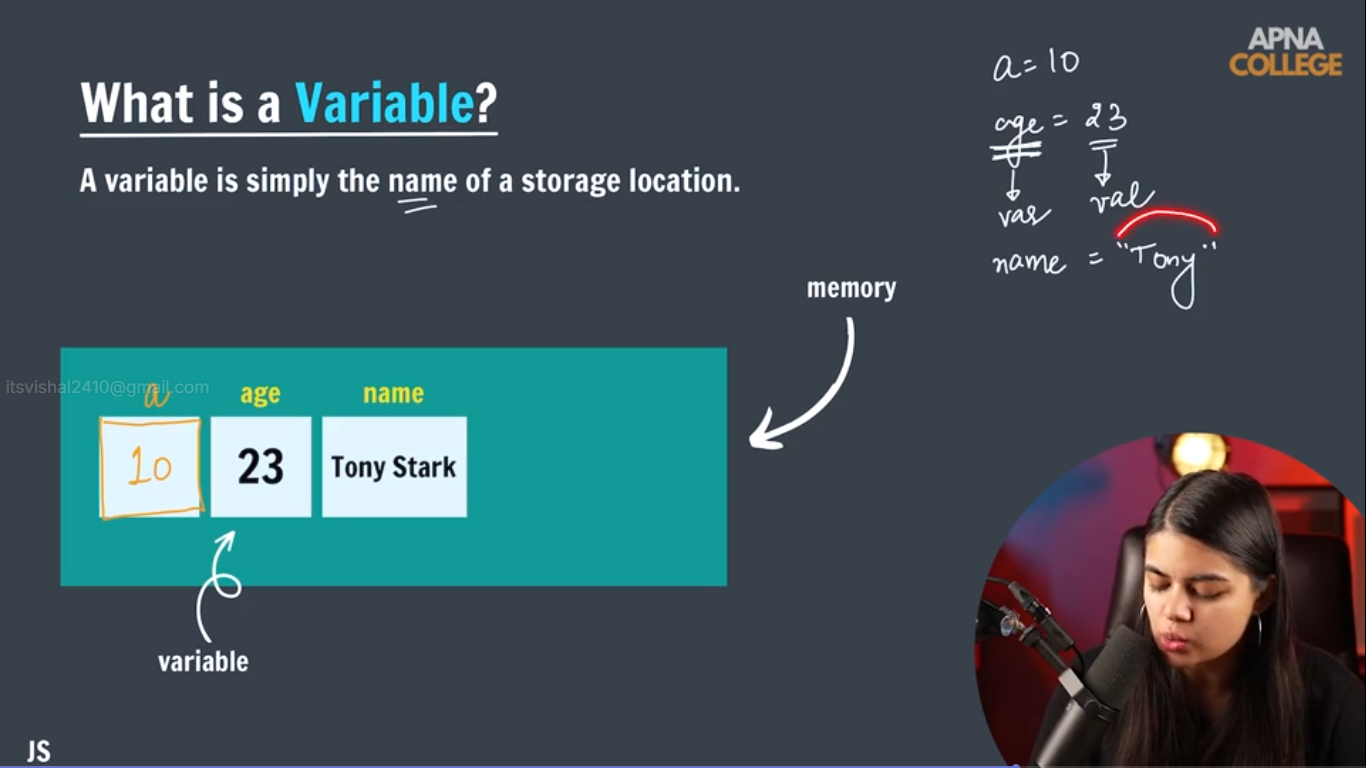 APNA
COLLEGE
What is a Variable?
A variable is simply the name of a storage location.
a = 10
age = 23
var
val
name = "Tony"
memory
itsvishal2410@gmail.com
a
age
name
10
23
Tony Stark
variable
JS